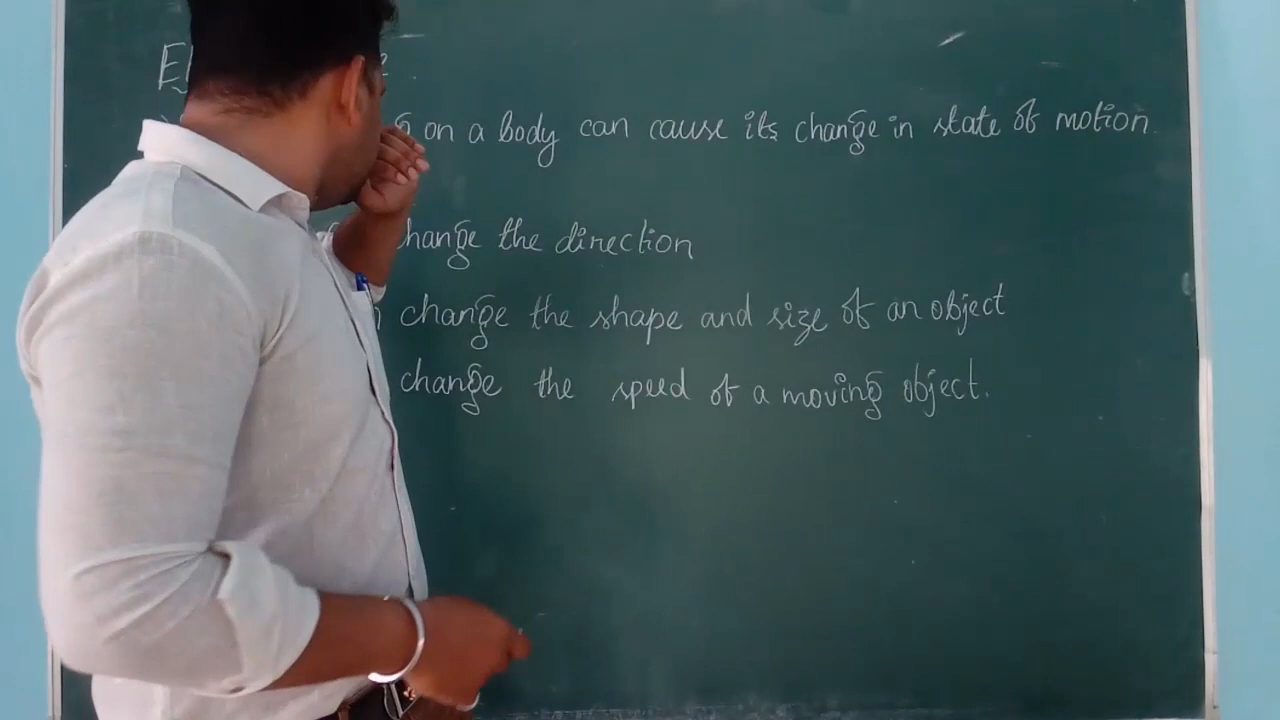 on a body can cause its change in state of motion
change the direction
change the shape and size of an object
change the speed of a moving object.